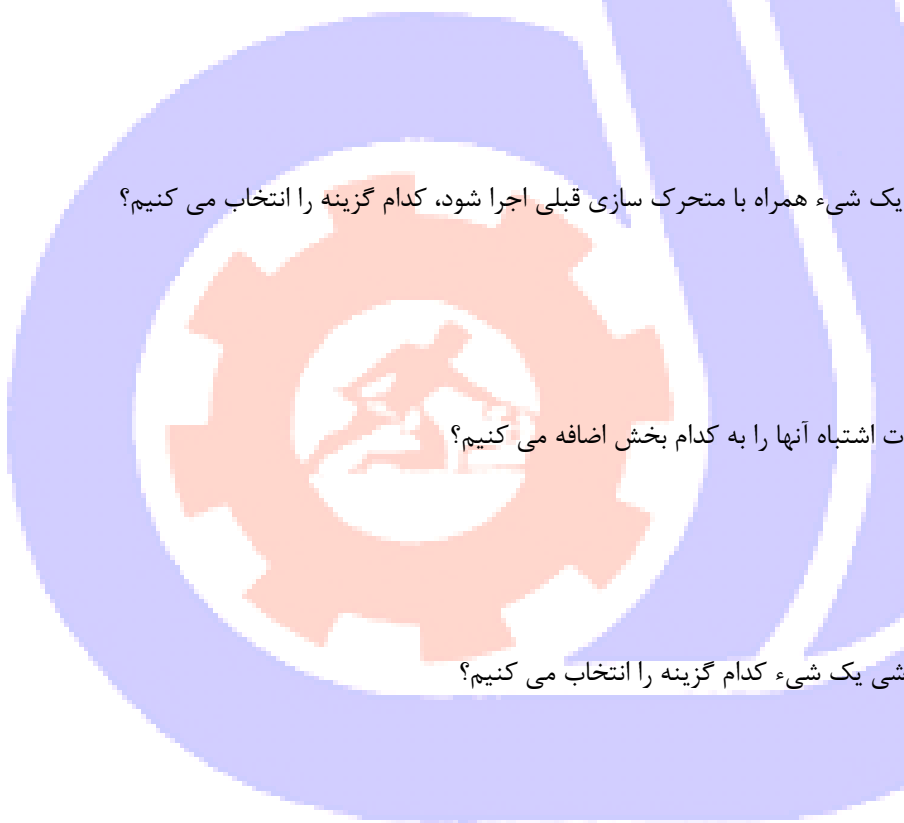 یک شیء همراه با متحرک سازی قبلی اجرا شود، کدام گزینه را انتخاب می کنیم؟
اشتباه آنها را به کدام بخش اضافه می کنیم؟
یک شیء کدام گزینه را انتخاب می کنیم؟